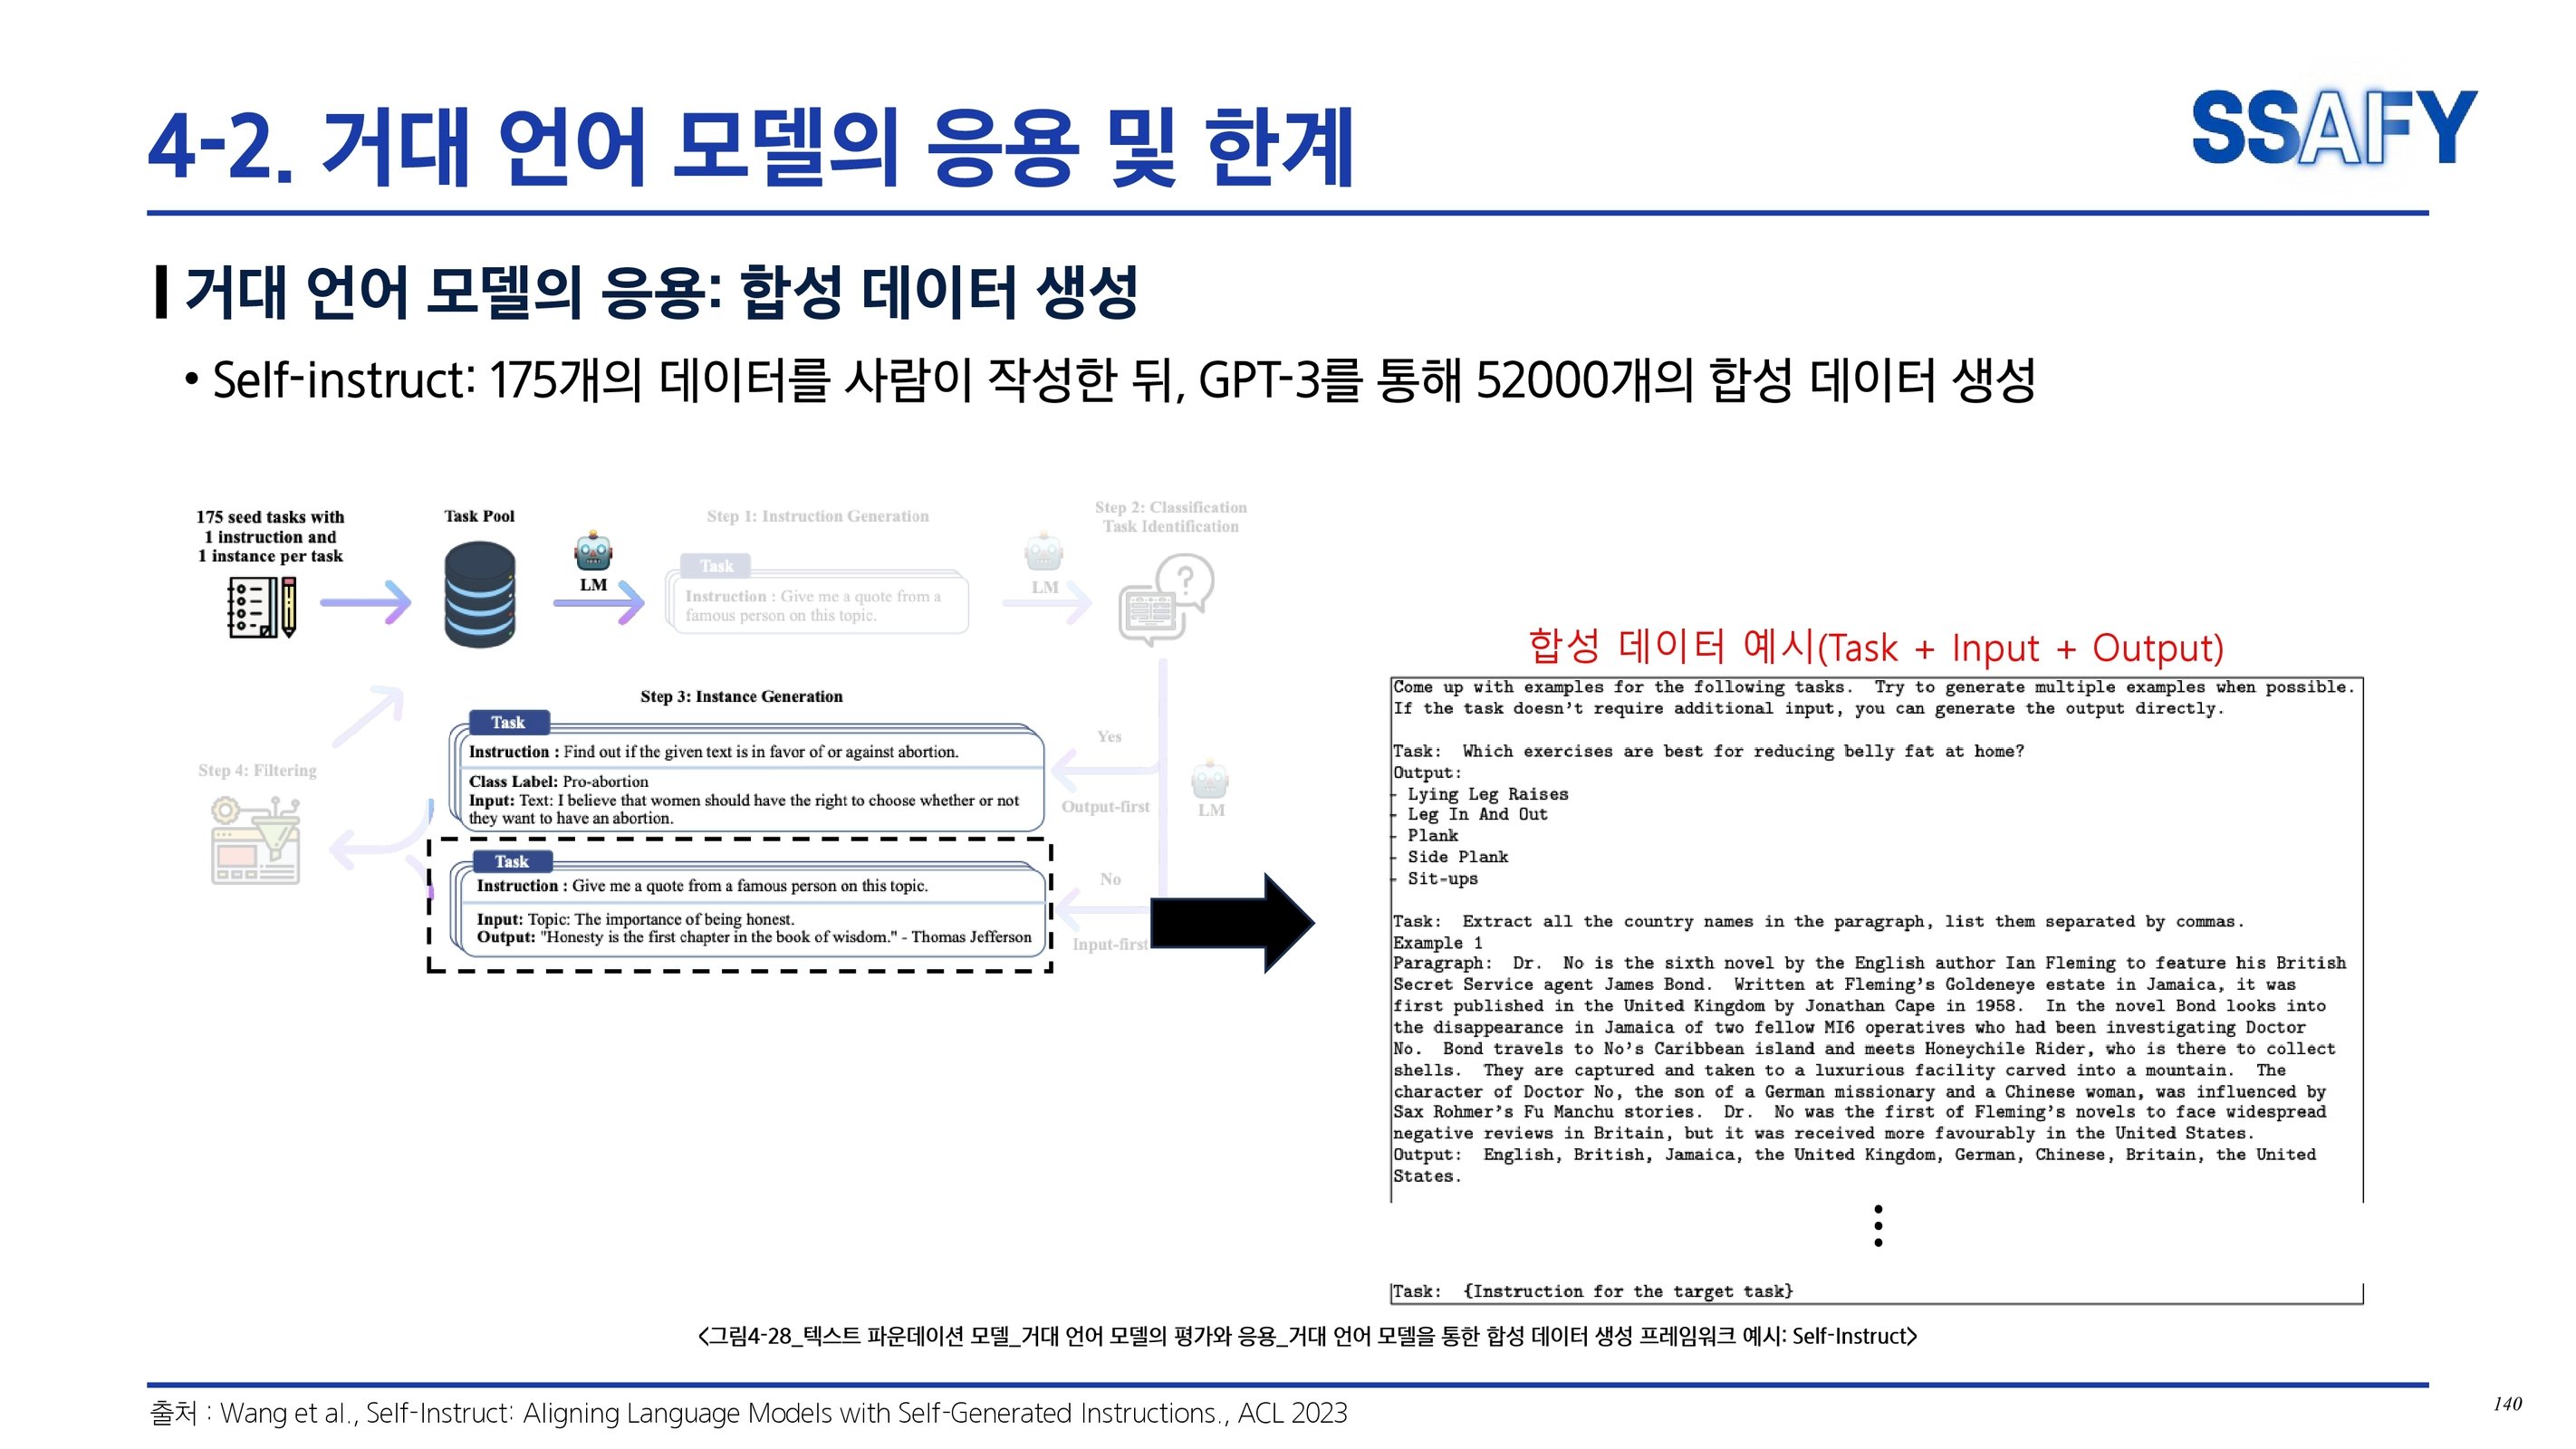 4-2. 거대 언어 모델의 응용 및 한계
SSAFY
거대 언어 모델의 응용: 합성 데이터 생성
• Self-instruct: 175개의 데이터를 사람이 작성한 뒤, GPT-3를 통해 52000개의 합성 데이터 생성
175 seed tasks with
1 instruction and
1 instance per task
Task Pool
LM
Step 1: Instruction Generation
Task
Instruction : Give me a quote from a
famous person on this topic.
LM
Step 2: Classification
Task Identification
Step 3: Instance Generation
Task
Instruction : Find out if the given text is in favor of or against abortion.
Class Label: Pro-abortion
Input: Text: I believe that women should have the right to choose whether or not
they want to have an abortion.
Yes
Output-first
LM
Step 4: Filtering
Task
Instruction : Give me a quote from a famous person on this topic.
Input: Topic: The importance of being honest.
Output: "Honesty is the first chapter in the book of wisdom." - Thomas Jefferson
No
Input-first
합성 데이터 예시(Task + Input + Output)
Come up with examples for the following tasks. Try to generate multiple examples when possible.
If the task doesn't require additional input, you can generate the output directly.
Task: Which exercises are best for reducing belly fat at home?
Output:
- Lying Leg Raises
- Leg In And Out
- Plank
- Side Plank
- Sit-ups
Task: Extract all the country names in the paragraph, list them separated by commas.
Example 1
Paragraph: Dr. No is the sixth novel by the English author Ian Fleming to feature his British
Secret Service agent James Bond. Written at Fleming's Goldeneye estate in Jamaica, it was
first published in the United Kingdom by Jonathan Cape in 1958. In the novel Bond looks into
the disappearance in Jamaica of two fellow MI6 operatives who had been investigating Doctor
No. Bond travels to No's Caribbean island and meets Honeychile Rider, who is there to collect
shells. They are captured and taken to a luxurious facility carved into a mountain. The
character of Doctor No, the son of a German missionary and a Chinese woman, was influenced by
Sax Rohmer's Fu Manchu stories. Dr. No was the first of Fleming's novels to face widespread
negative reviews in Britain, but it was received more favourably in the United States.
Output: English, British, Jamaica, the United Kingdom, German, Chinese, Britain, the United
States.
Task: {Instruction for the target task}
<그림4-28_텍스트 파운데이션 모델_거대 언어 모델의 평가와 응용_거대 언어 모델을 통한 합성 데이터 생성 프레임워크 예시: Self-Instruct>
출처 : Wang et al., Self-Instruct: Aligning Language Models with Self-Generated Instructions., ACL 2023
140